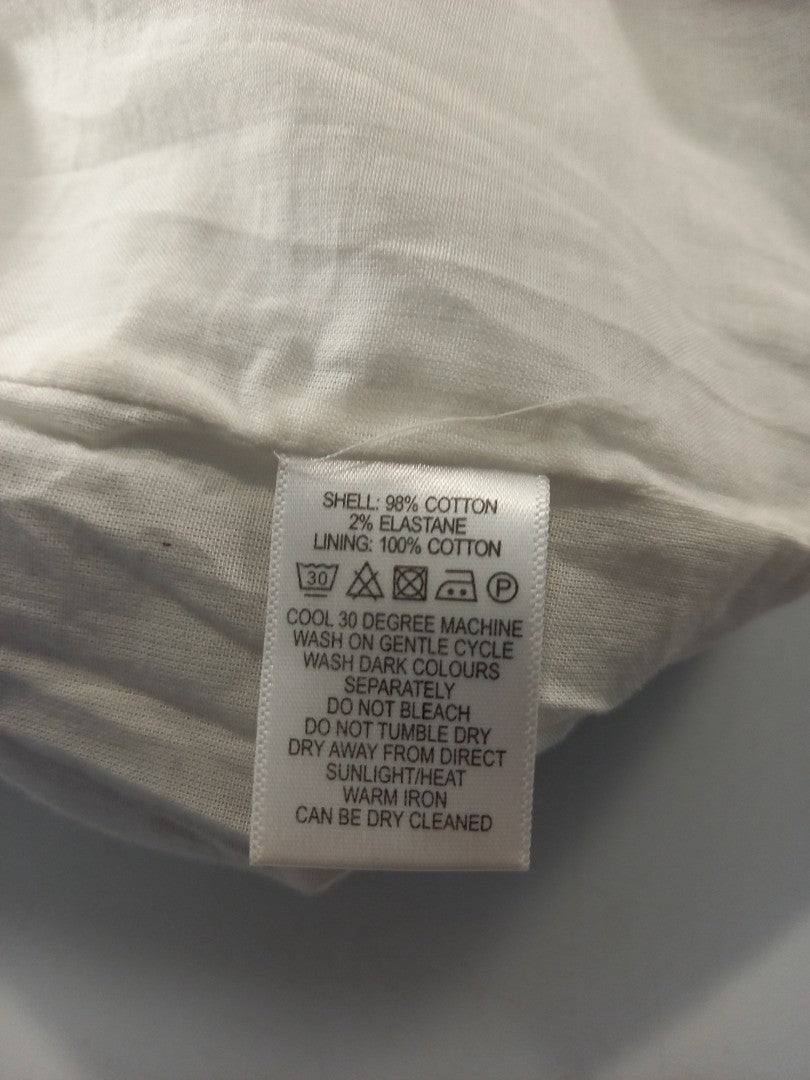 SHELL: 98% COTTON
2% ELASTANE
LINING: 100% COTTON
30 P
COOL 30 DEGREE MACHINE
WASH ON GENTLE CYCLE
WASH DARK COLOURS
SEPARATELY
DO NOT BLEACH
DO NOT TUMBLE DRY
DRY AWAY FROM DIRECT
SUNLIGHT/HEAT
WARM IRON
CAN BE DRY CLEANED